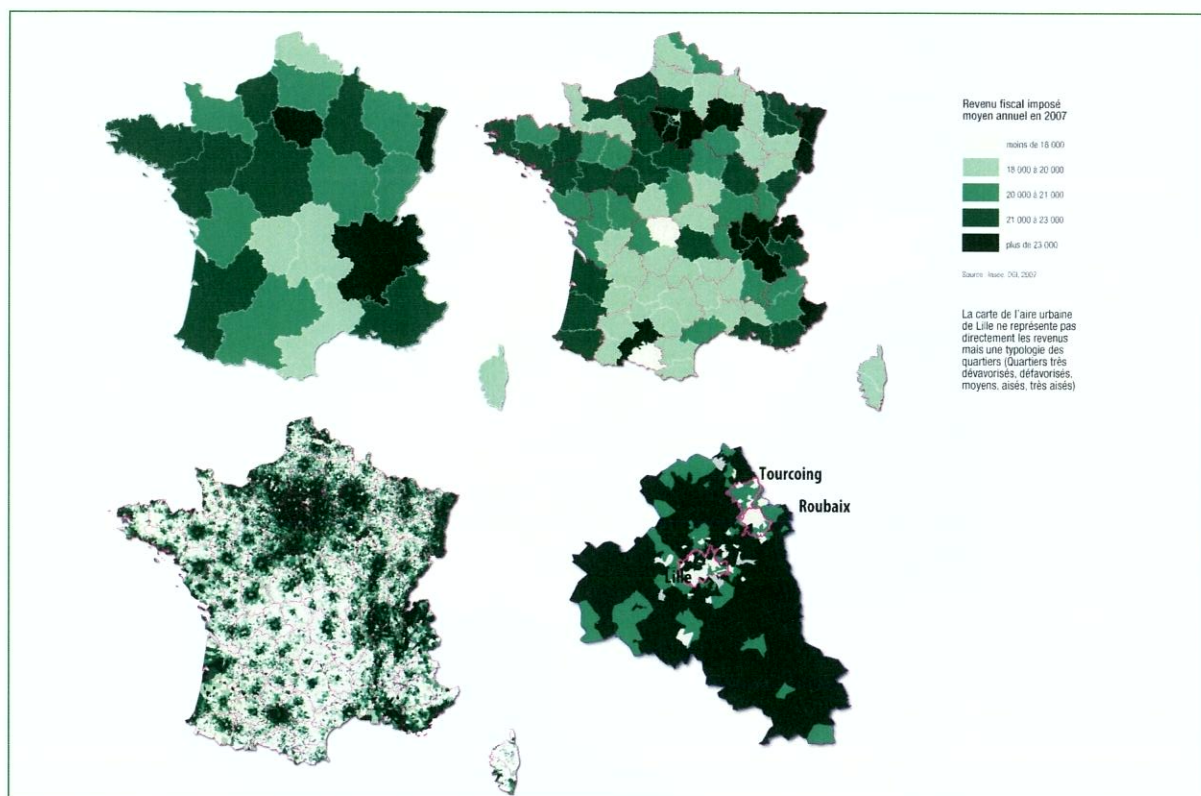 Revenu fiscal imposé
moyen annuel en 2007
moins de 18 000
18 000 à 20 000
20 000 à 21 000
21 000 à 23 000
plus de 23 000
Source DGI, 2007
La carte de l'aire urbaine
de Lille ne représente pas
directement les revenus
mais une typologie des
quartiers (Quartiers très
dévavorisés, défavorisés,
moyens, aisés, très aisés)
Tourcoing
Roubaix
Lille